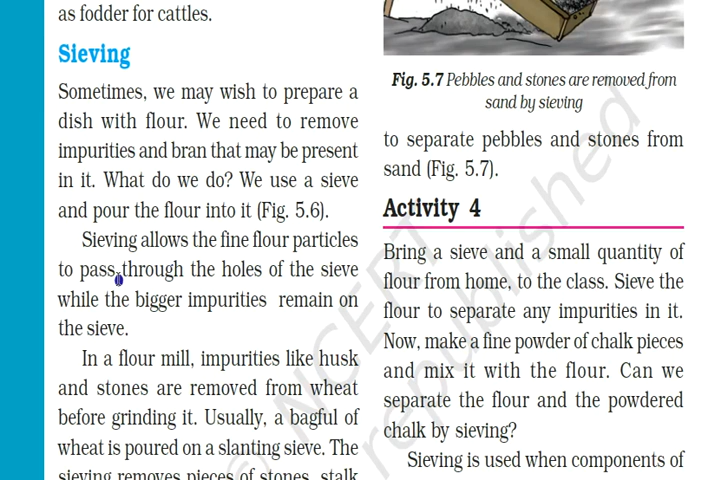 as fodder for cattles.
Sieving
Sometimes, we may wish to prepare a
dish with flour. We need to remove
impurities and bran that may be present
in it. What do we do? We use a sieve
and pour the flour into it (Fig. 5.6).
Sieving allows the fine flour particles
to pass through the holes of the sieve
while the bigger impurities remain on
the sieve.
In a flour mill, impurities like husk
and stones are removed from wheat
before grinding it. Usually, a bagful of
wheat is poured on a slanting sieve. The
sieving removes pieces of stones, stalk
Fig. 5.7 Pebbles and stones are removed from
sand by sieving
to separate pebbles and stones from
sand (Fig. 5.7).
Activity 4
Bring a sieve and a small quantity of
flour from home, to the class. Sieve the
flour to separate any impurities in it.
Now, make a fine powder of chalk pieces
and mix it with the flour. Can we
separate the flour and the powdered
chalk by sieving?
Sieving is used when components of
© NCERT
republished